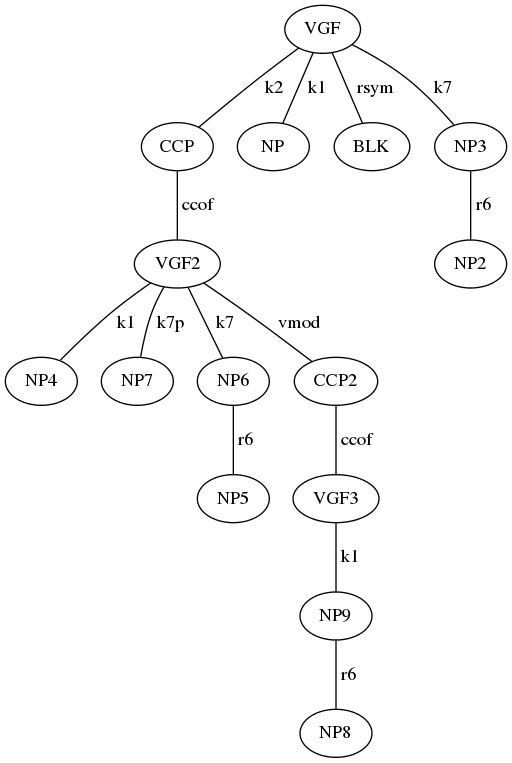 VGF
k2 k1 rsym k7
CCP NP BLK NP3
ccof r6
VGF2 NP2
k1 k7p k7 vmod
NP4 NP7 NP6 CCP2
r6 ccof
NP5 VGF3
k1
NP9
r6
NP8